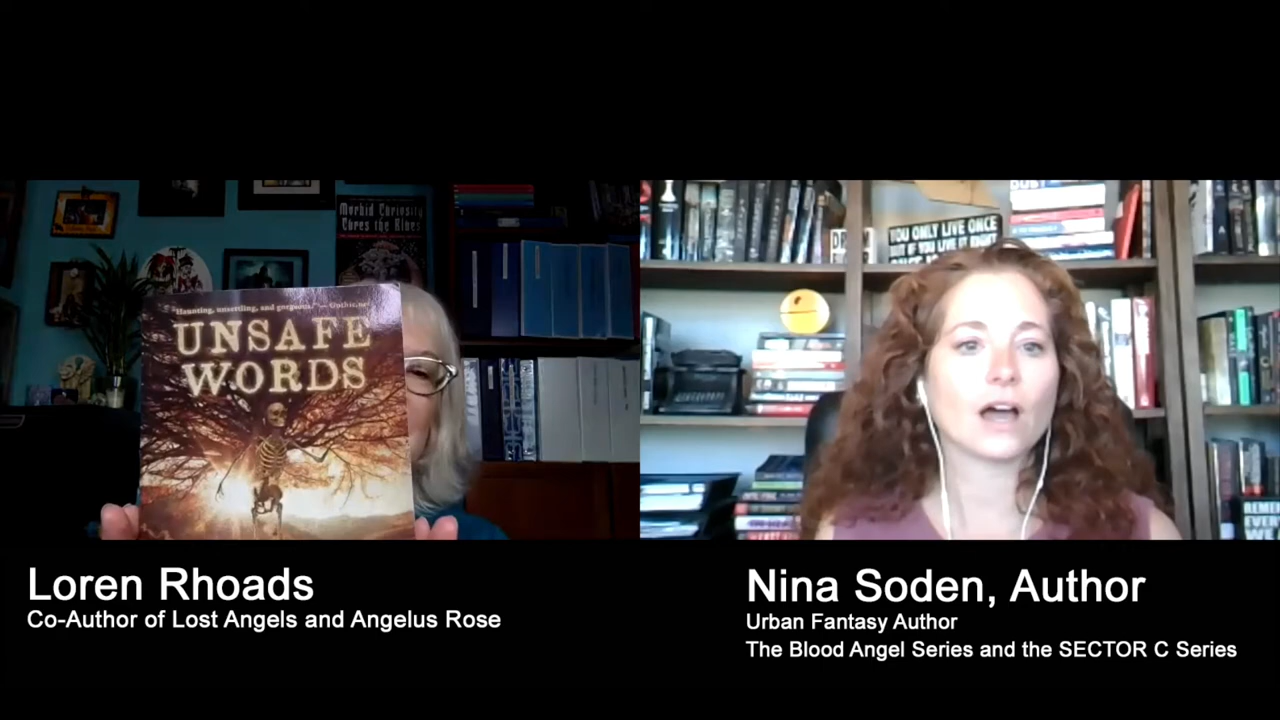 Morbid Curiosity
Cures the Blues
"Haunting, unsettling, and gorgeous." — Gothic.net
UNSAFE
WORDS
YOU ONLY LIVE ONCE
BUT IF YOU LIVE IT RIGHT
Loren Rhoads
Co-Author of Lost Angels and Angelus Rose
Nina Soden, Author
Urban Fantasy Author
The Blood Angel Series and the SECTOR C Series